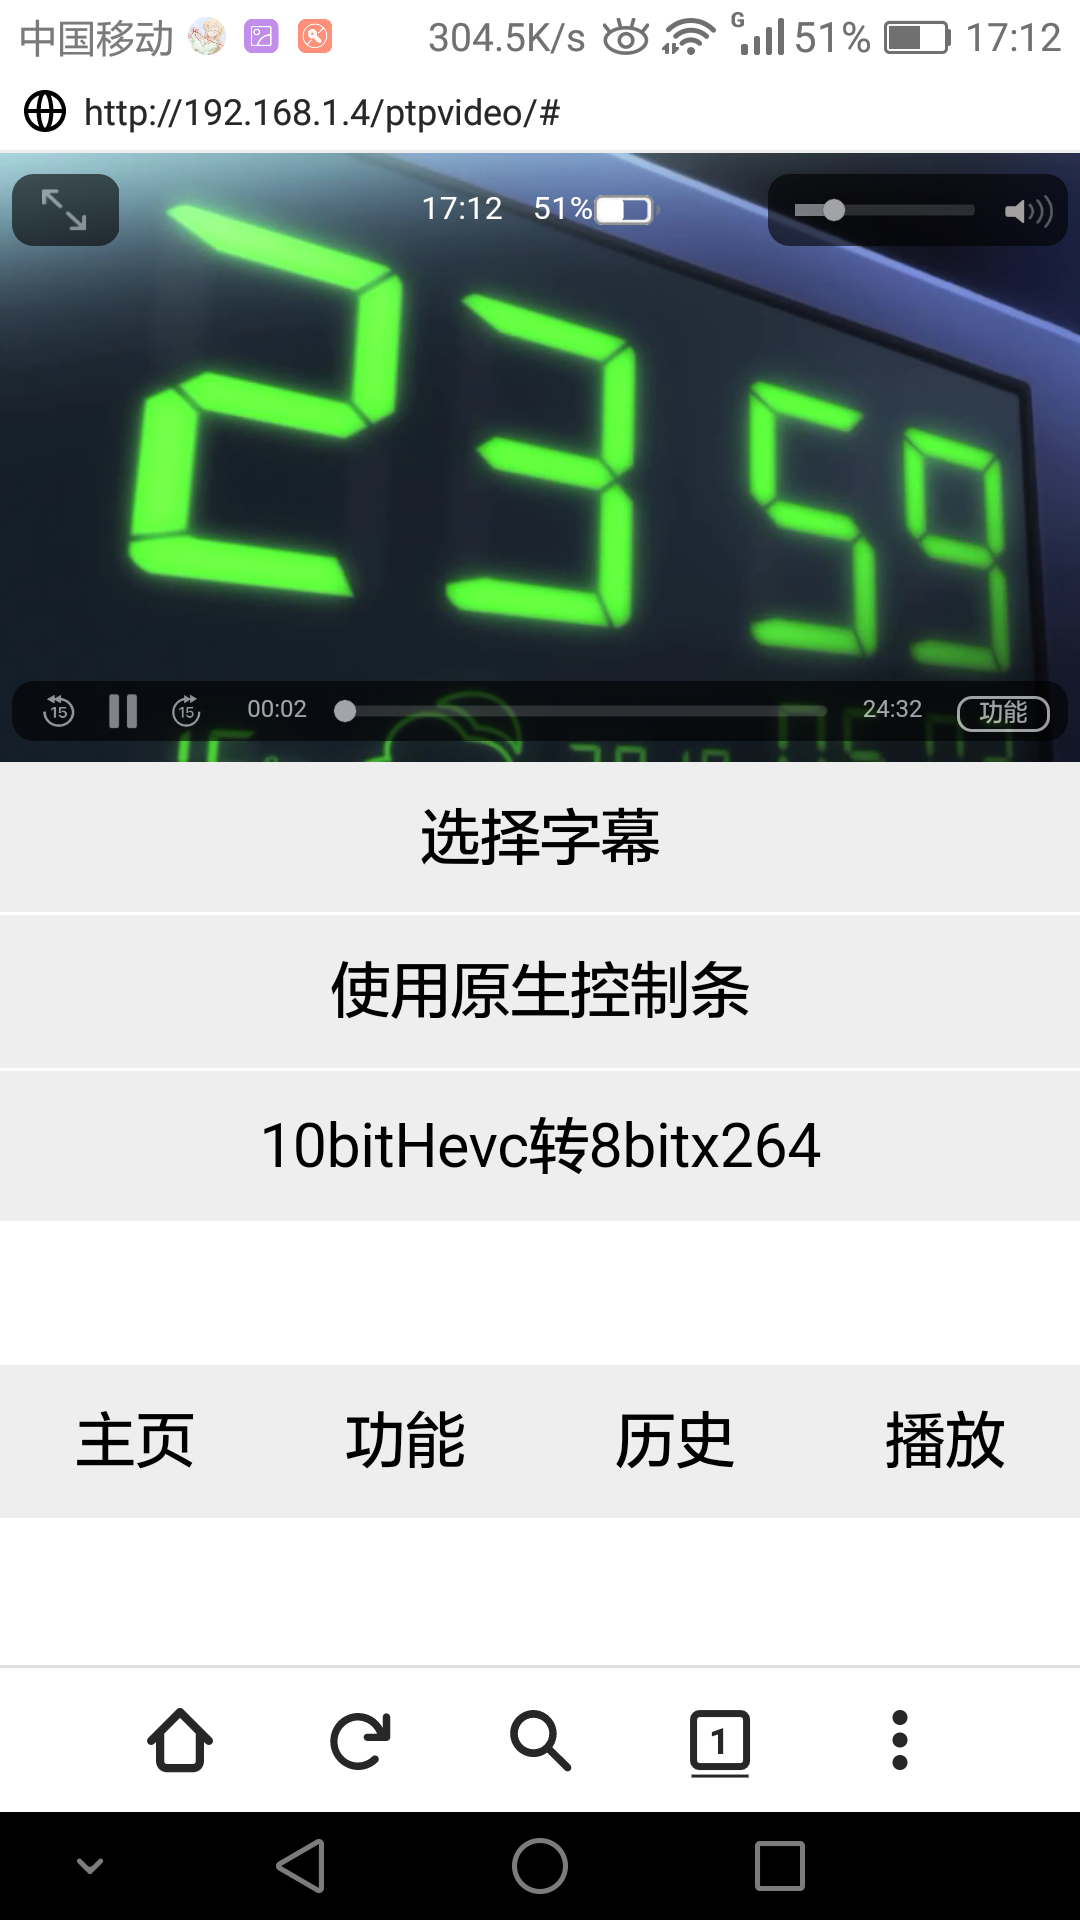 中国移动 304.5K/s G 51% 17:12
http://192.168.1.4/ptpvideo/#
17:12 51%
23 59
15 15 00:02 24:32 功能
选择字幕
使用原生控制条
10bitHevc转8bitx264
主页 功能 历史 播放
1